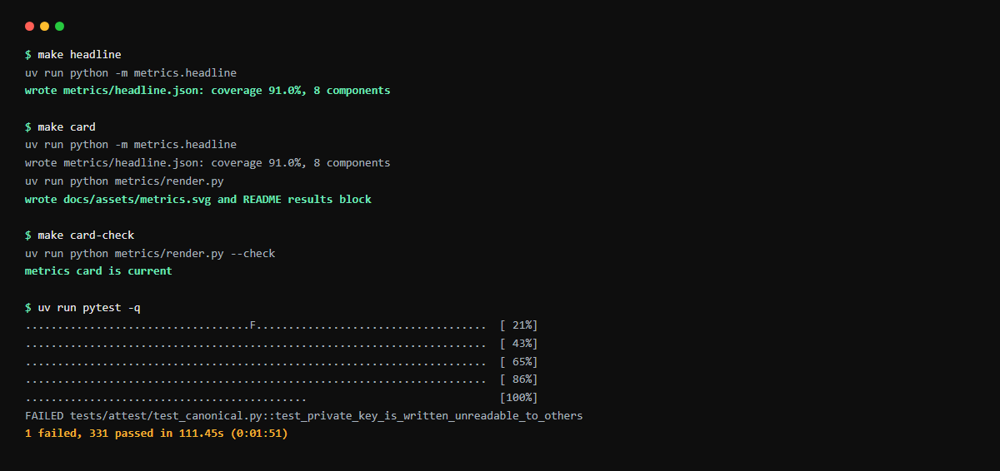 $ make headline
uv run python -m metrics.headline
wrote metrics/headline.json: coverage 91.0%, 8 components
$ make card
uv run python -m metrics.headline
wrote metrics/headline.json: coverage 91.0%, 8 components
uv run python metrics/render.py
wrote docs/assets/metrics.svg and README results block
$ make card-check
uv run python metrics/render.py --check
metrics card is current
$ uv run pytest -q
...................................F.................................... [ 21%]
........................................................................ [ 43%]
........................................................................ [ 65%]
........................................................................ [ 86%]
............................................ [100%]
FAILED tests/attest/test_canonical.py::test_private_key_is_written_unreadable_to_others
1 failed, 331 passed in 111.45s (0:01:51)